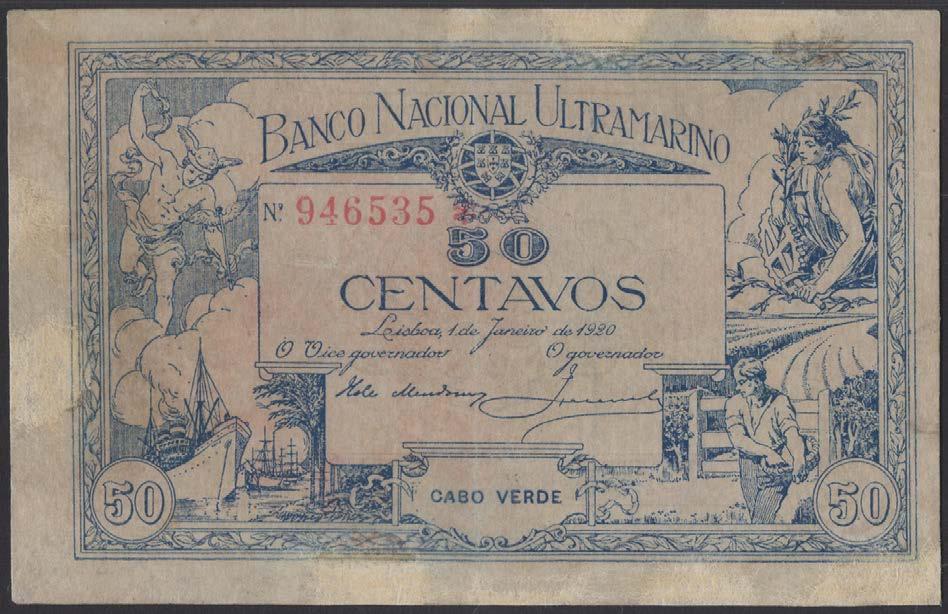 BANCO NACIONAL ULTRAMARINO
Nº 946535
50
CENTAVOS
Lisboa, 1 de Janeiro de 1920
O Vice governador O governador
50 CABO VERDE 50